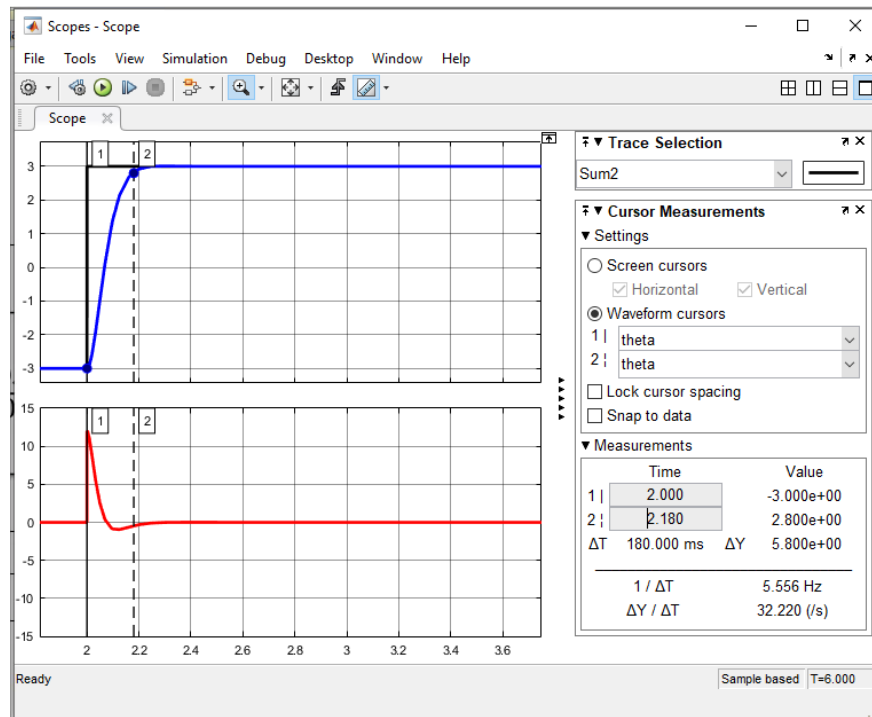 Scopes - Scope
File Tools View Simulation Debug Desktop Window Help
Scope
1 2
3
2
1
0
-1
-2
-3
15
1 2
10
5
0
-5
-10
-15
2 2.2 2.4 2.6 2.8 3 3.2 3.4 3.6
Trace Selection
Sum2
Cursor Measurements
Settings
Screen cursors
Horizontal Vertical
Waveform cursors
1 | theta
2 ¦ theta
Lock cursor spacing
Snap to data
Measurements
Time Value
1 | 2.000 -3.000e+00
2 ¦ 2.180 2.800e+00
ΔT 180.000 ms ΔY 5.800e+00
1 / ΔT 5.556 Hz
ΔY / ΔT 32.220 (/s)
Ready Sample based T=6.000